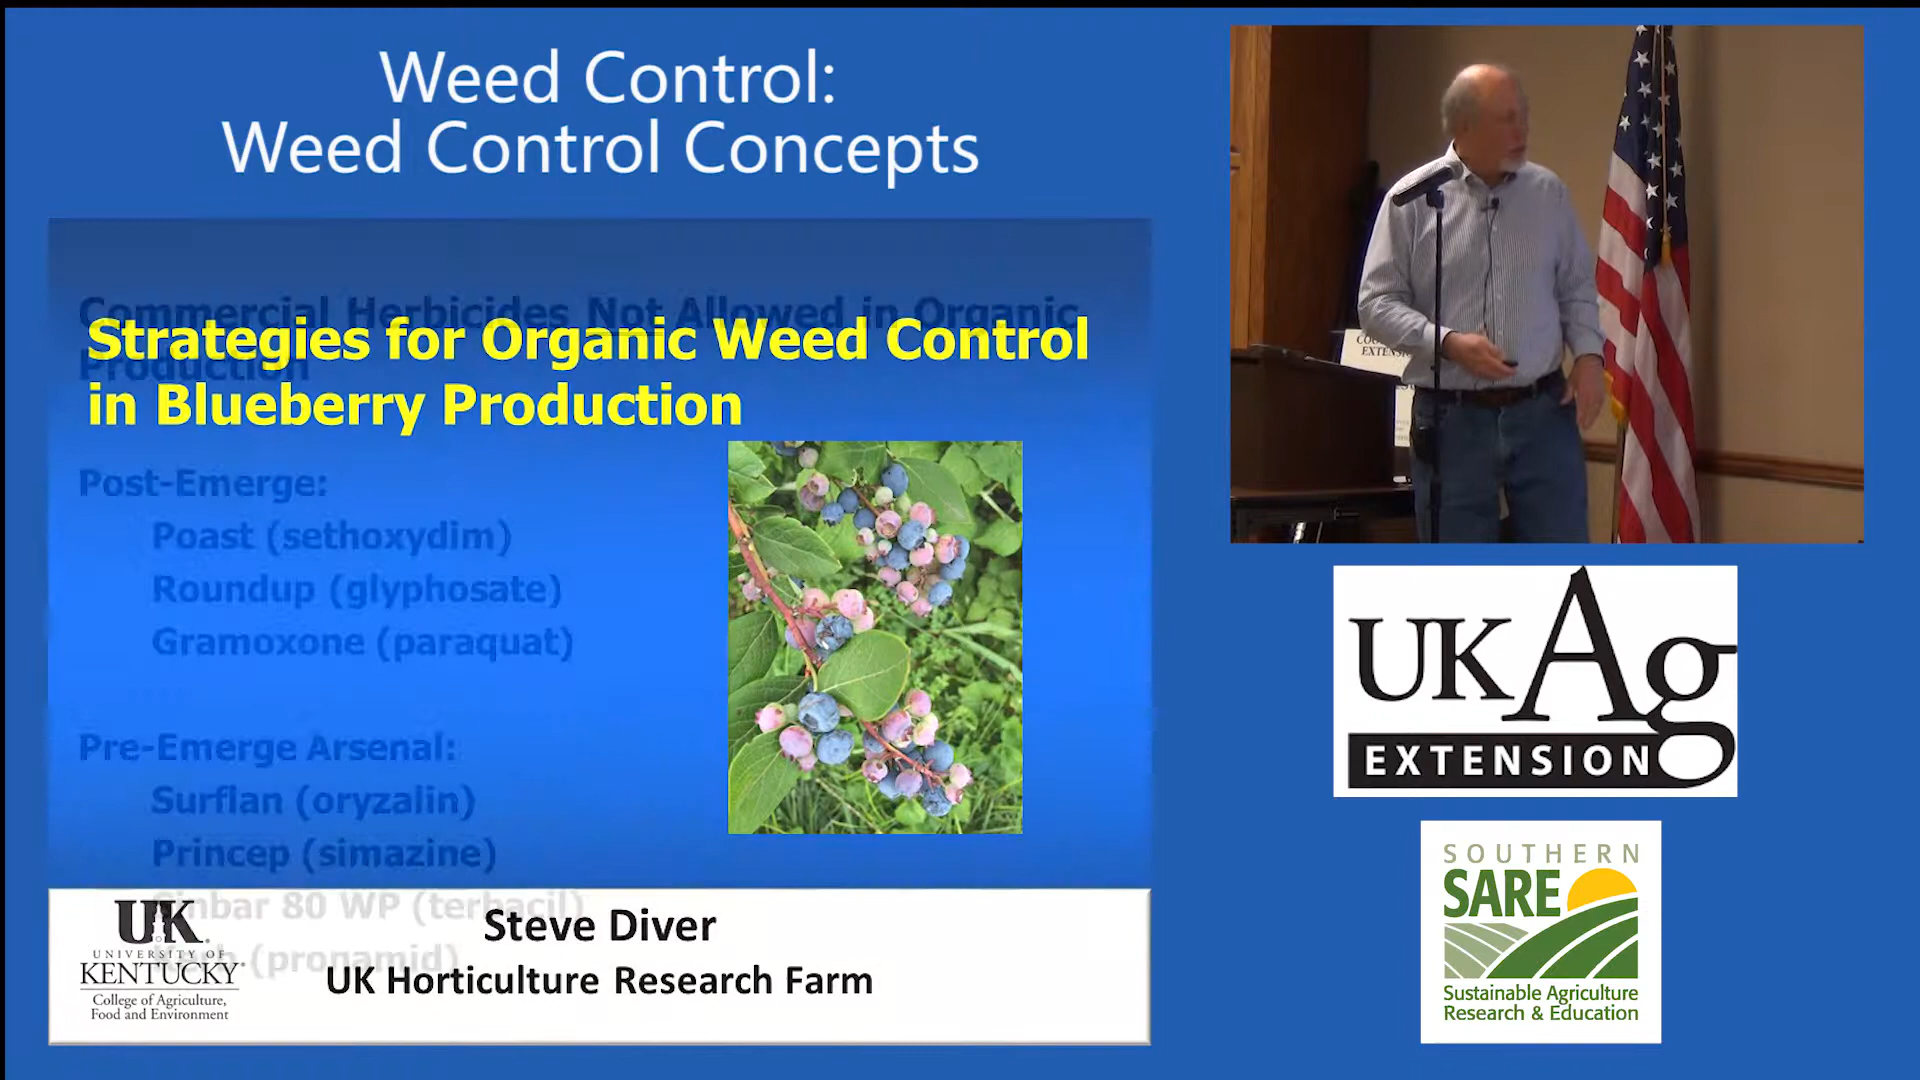 Weed Control:
Weed Control Concepts
Commercial Herbicides Not Allowed in Organic
Production
Strategies for Organic Weed Control
in Blueberry Production
Post-Emerge:
Poast (sethoxydim)
Roundup (glyphosate)
Gramoxone (paraquat)
Pre-Emerge Arsenal:
Surflan (oryzalin)
Princep (simazine)
Sinbar 80 WP (terbacil)
(pronamid)
UK
UNIVERSITY OF
KENTUCKY
College of Agriculture,
Food and Environment
Steve Diver
UK Horticulture Research Farm
UKAg
EXTENSION
SOUTHERN
SARE
Sustainable Agriculture
Research & Education